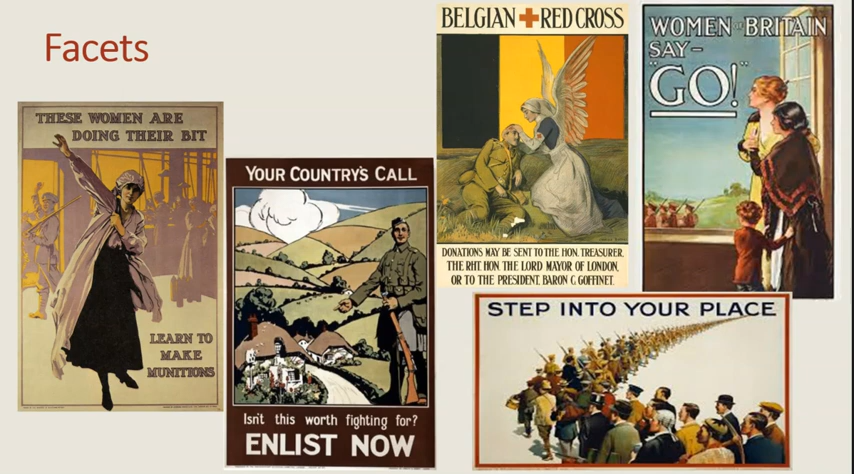 Facets
THESE WOMEN ARE
DOING THEIR BIT
LEARN TO
MAKE
MUNITIONS
YOUR COUNTRY'S CALL
Isn't this worth fighting for?
ENLIST NOW
BELGIAN RED CROSS
DONATIONS MAY BE SENT TO THE HON. TREASURER,
THE RHT HON. THE LORD MAYOR OF LONDON,
OR TO THE PRESIDENT, BARON C. GOFFINET.
WOMEN OF BRITAIN
SAY –
"GO!"
STEP INTO YOUR PLACE